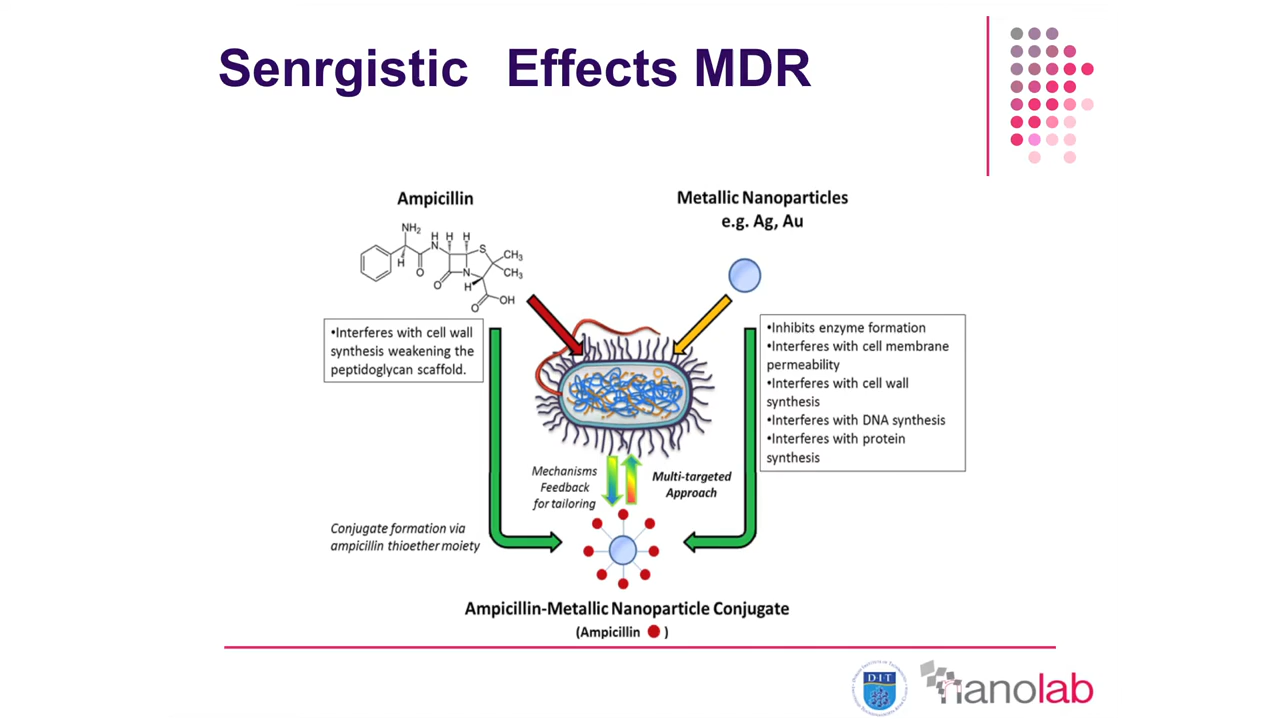 Senrgistic Effects MDR
Ampicillin
Metallic Nanoparticles
e.g. Ag, Au
NH₂
H
N
H
H
S
CH₃
CH₃
H
O
O
N
H
O
OH
•Interferes with cell wall
synthesis weakening the
peptidoglycan scaffold.
•Inhibits enzyme formation
•Interferes with cell membrane
permeability
•Interferes with cell wall
synthesis
•Interferes with DNA synthesis
•Interferes with protein
synthesis
Mechanisms
Feedback
for tailoring
Multi-targeted
Approach
Conjugate formation via
ampicillin thioether moiety
Ampicillin-Metallic Nanoparticle Conjugate
(Ampicillin )
DIT
nanolab